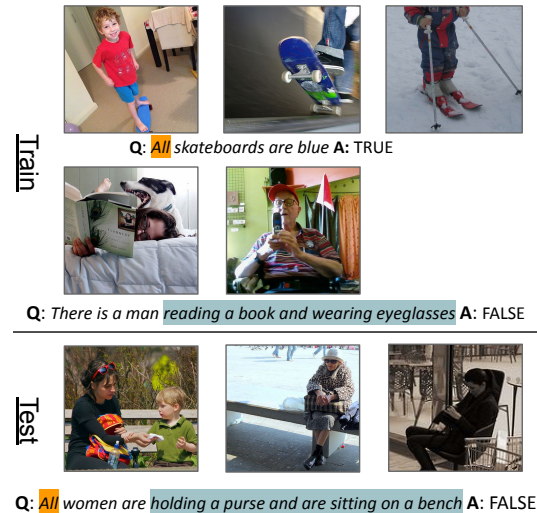 Train
Q: All skateboards are blue A: TRUE
Q: There is a man reading a book and wearing eyeglasses A: FALSE
Test
Q: All women are holding a purse and are sitting on a bench A: FALSE